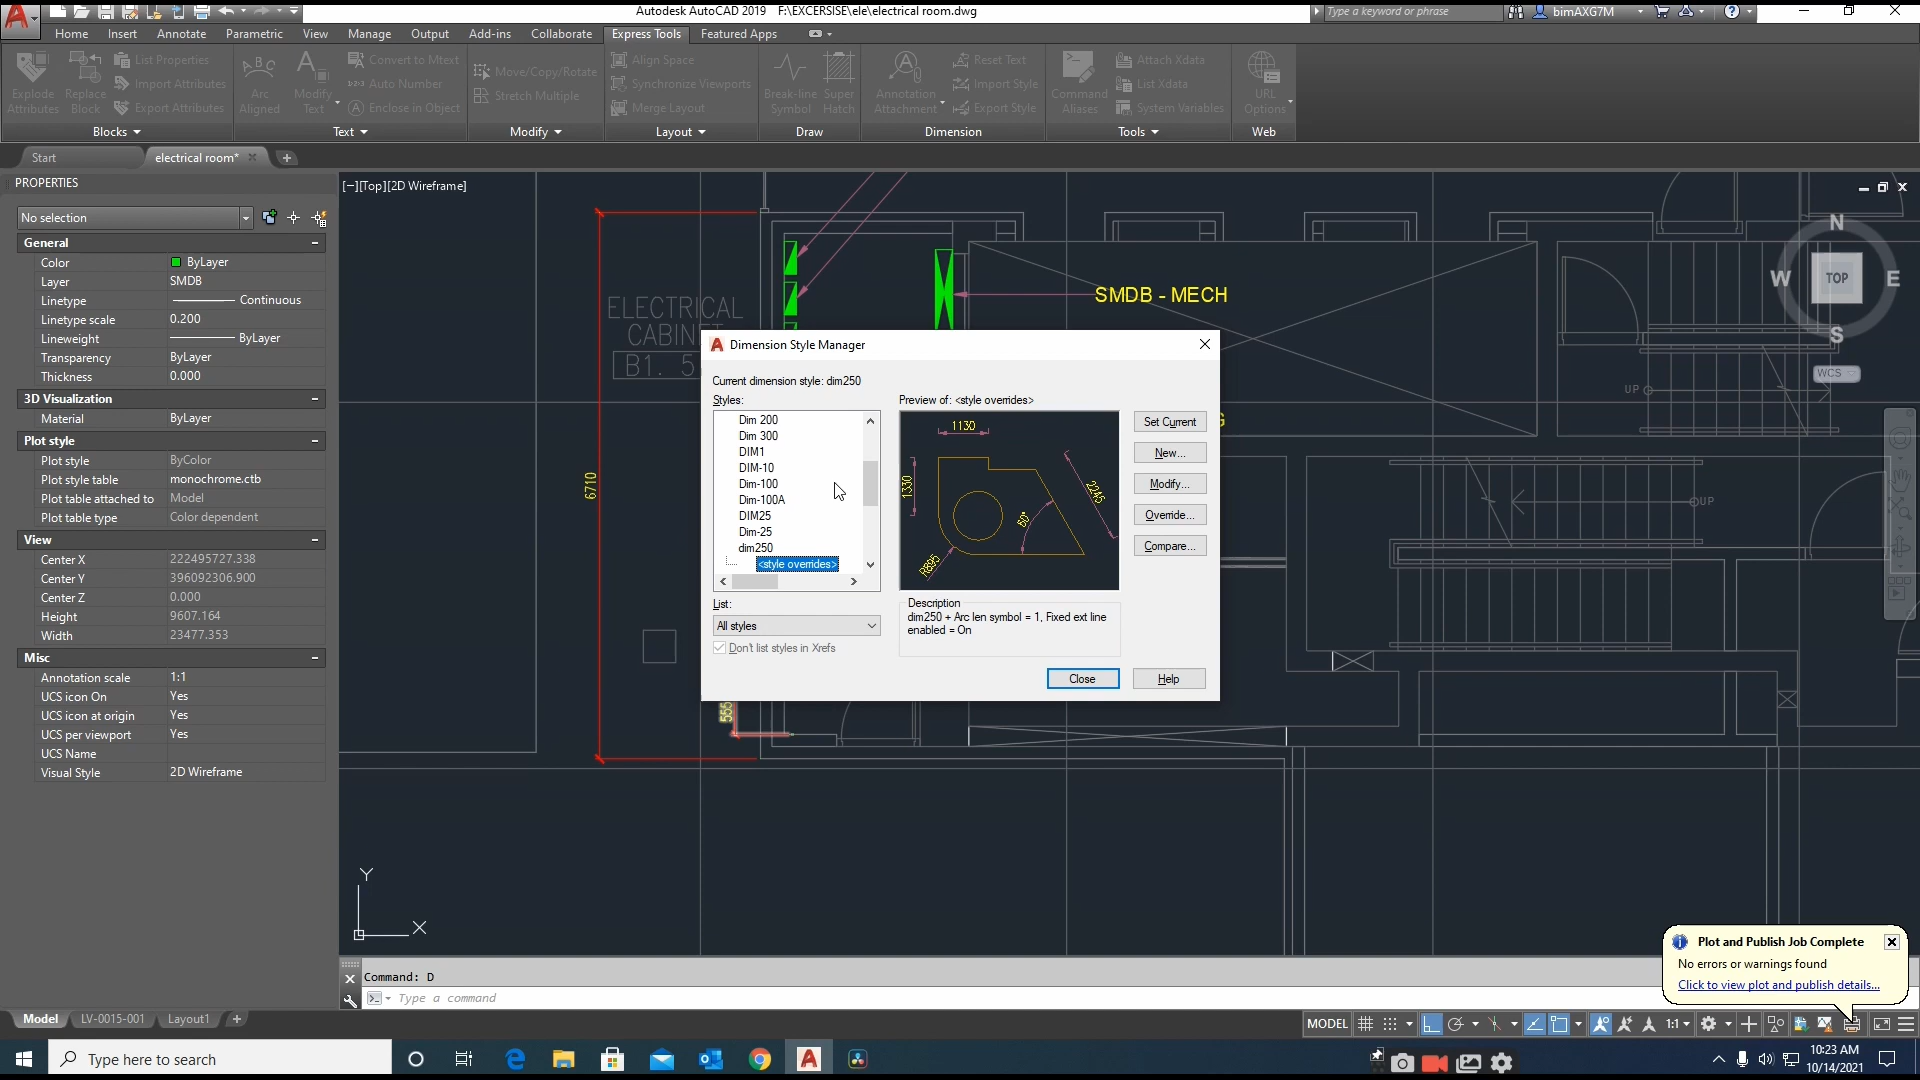 Autodesk AutoCAD 2019 F:\EXCERSISE\ele\electrical room.dwg
Type a keyword or phrase
bimAXG7M
Home Insert Annotate Parametric View Manage Output Add-ins Collaborate Express Tools Featured Apps
Explode Attributes
Replace Block
List Properties
Import Attributes
Export Attributes
Arc Aligned
Modify Text
Convert to Mtext
Auto Number
Enclose in Object
Move/Copy/Rotate
Stretch Multiple
Align Space
Synchronize Viewports
Merge Layout
Break-line Symbol
Super Hatch
Annotation Attachment
Reset Text
Import Style
Export Style
Command Aliases
Attach Xdata
List Xdata
System Variables
URL Options
Blocks Text Modify Layout Draw Dimension Tools Web
Start electrical room*
PROPERTIES
No selection
General
Color ByLayer
Layer SMDB
Linetype Continuous
Linetype scale 0.200
Lineweight ByLayer
Transparency ByLayer
Thickness 0.000
3D Visualization
Material ByLayer
Plot style
Plot style ByColor
Plot style table monochrome.ctb
Plot table attached to Model
Plot table type Color dependent
View
Center X 222495727.338
Center Y 396092306.900
Center Z 0.000
Height 9607.164
Width 23477.353
Misc
Annotation scale 1:1
UCS icon On Yes
UCS icon at origin Yes
UCS per viewport Yes
UCS Name
Visual Style 2D Wireframe
[−][Top][2D Wireframe]
ELECTRICAL
CABINET
B1. 5
6710
SMDB - MECH
G
555
UP
UP
N
W TOP E
S
WCS
Y
X
Dimension Style Manager
Current dimension style: dim250
Styles:
Dim 200
Dim 300
DIM1
DIM-10
Dim-100
Dim-100A
DIM25
Dim-25
dim250
<style overrides>
List:
All styles
Don't list styles in Xrefs
Preview of: <style overrides>
1130
1330
2245
60°
R895
Description
dim250 + Arc len symbol = 1, Fixed ext line
enabled = On
Set Current
New...
Modify...
Override...
Compare...
Close Help
Command: D
Type a command
Model LV-0015-001 Layout1
MODEL 1:1
Plot and Publish Job Complete
No errors or warnings found
Click to view plot and publish details...
Type here to search
10:23 AM
10/14/2021